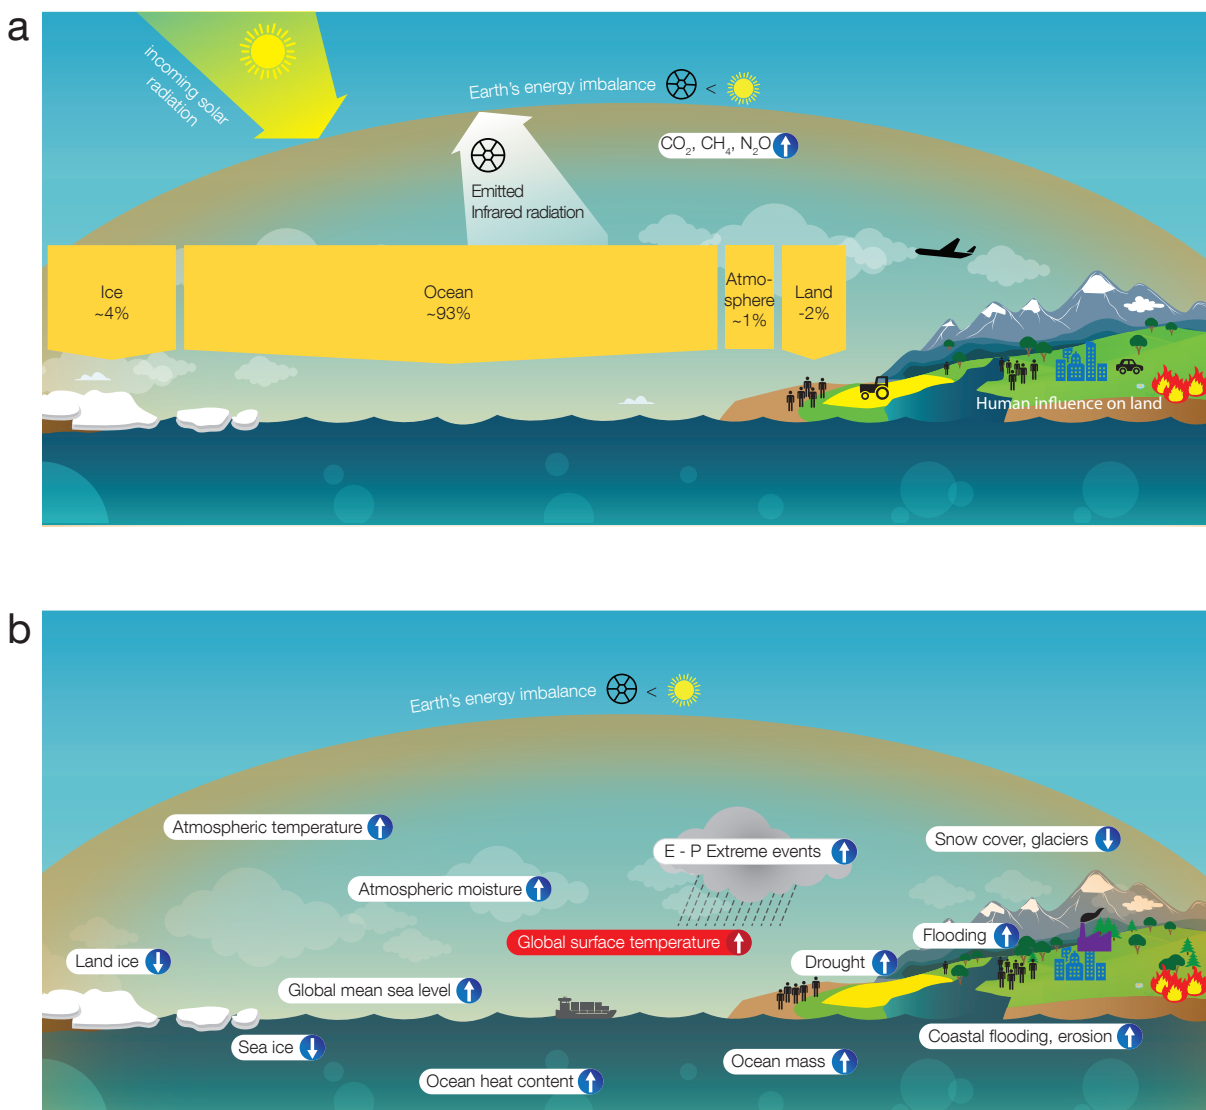 a
incoming solar
radiation
Earth's energy imbalance <
CO₂, CH₄, N₂O
Emitted
Infrared radiation
Ice
~4%
Ocean
~93%
Atmo-
sphere
~1%
Land
-2%
Human influence on land
b
Earth's energy imbalance <
Atmospheric temperature
E - P Extreme events
Snow cover, glaciers
Atmospheric moisture
Flooding
Global surface temperature
Land ice
Drought
Global mean sea level
Coastal flooding, erosion
Sea ice
Ocean mass
Ocean heat content